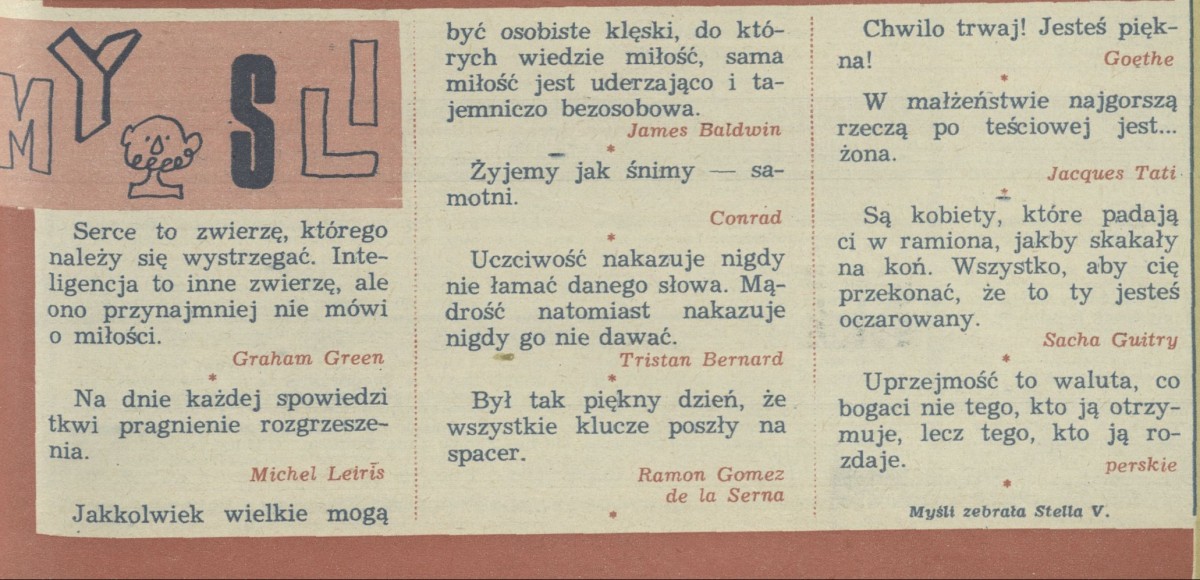 MYŚLI
Serce to zwierzę, którego
należy się wystrzegać. Inte-
ligencja to inne zwierzę, ale
ono przynajmniej nie mówi
o miłości.
Graham Green
*
Na dnie każdej spowiedzi
tkwi pragnienie rozgrzesze-
nia.
Michel Leiris
Jakkolwiek wielkie mogą
być osobiste klęski, do któ-
rych wiedzie miłość, sama
miłość jest uderzająco i ta-
jemniczo bezosobowa.
James Baldwin
*
Żyjemy jak śnimy — sa-
motni.
Conrad
*
Uczciwość nakazuje nigdy
nie łamać danego słowa. Mą-
drość natomiast nakazuje
nigdy go nie dawać.
Tristan Bernard
*
Był tak piękny dzień, że
wszystkie klucze poszły na
spacer.
Ramon Gomez
de la Serna
*
Chwilo trwaj! Jesteś pięk-
na!
Goethe
*
W małżeństwie najgorszą
rzeczą po teściowej jest...
żona.
Jacques Tati
*
Są kobiety, które padają
ci w ramiona, jakby skakały
na koń. Wszystko, aby cię
przekonać, że to ty jesteś
oczarowany.
Sacha Guitry
*
Uprzejmość to waluta, co
bogaci nie tego, kto ją otrzy-
muje, lecz tego, kto ją ro-
zdaje.
perskie
*
Myśli zebrała Stella V.